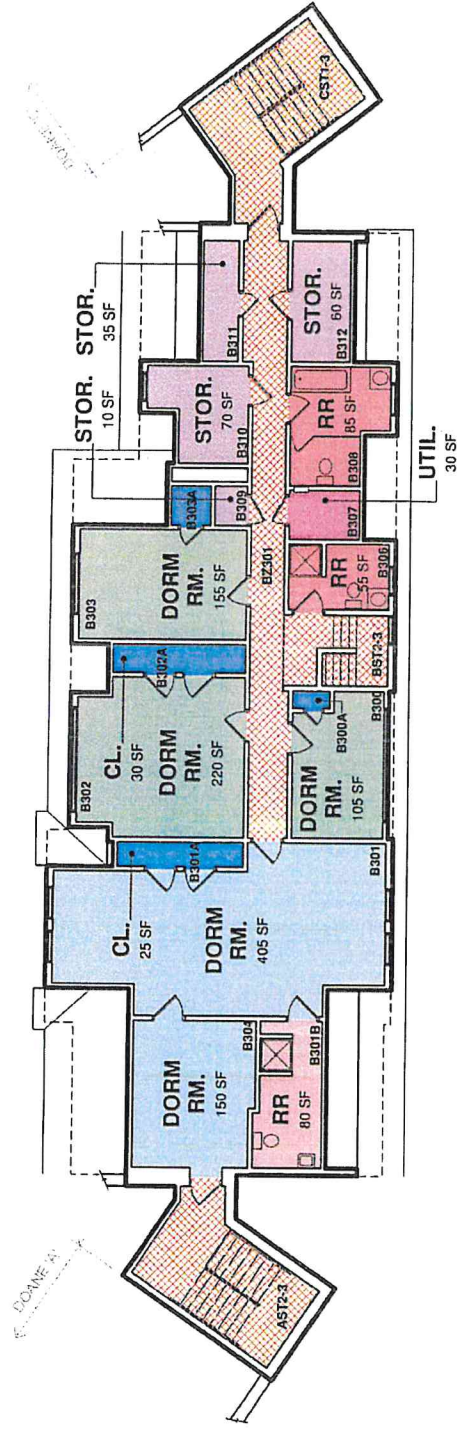 DOANE 'A'
AST2-3
DORM
RM.
150 SF
B304
RR
80 SF
B301B
CL.
25 SF
B301A
DORM
RM.
405 SF
B301
B302
CL.
30 SF
B302A
DORM
RM.
220 SF
DORM
RM.
105 SF
B300
B300A
B303
DORM
RM.
155 SF
B303A
BZ301
BST2-3
RR
55 SF
B306
STOR.
10 SF
B309
B307
UTIL.
30 SF
STOR.
70 SF
B310
RR
85 SF
B308
STOR.
35 SF
B311
STOR.
60 SF
B312
CST1-3